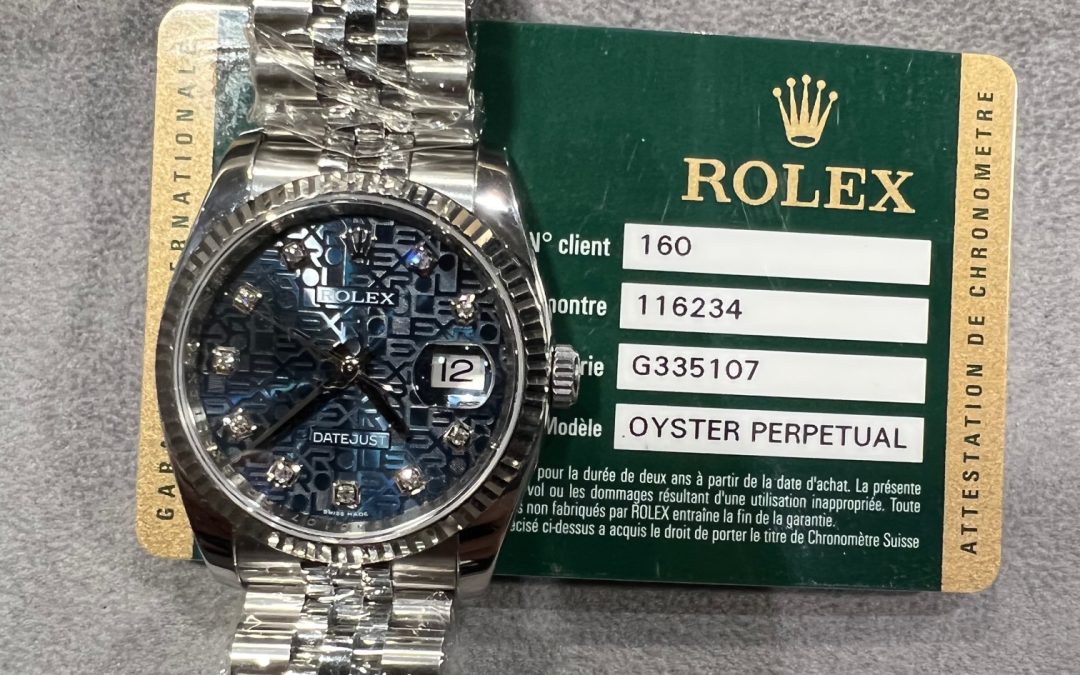 ROLEX
N° client 160
montre 116234
rie G335107
Modèle OYSTER PERPETUAL
pour la durée de deux ans à partir de la date d'achat. La présente
vol ou les dommages résultant d'une utilisation inappropriée. Toute
non fabriqués par ROLEX entraîne la fin de la garantie.
ci-dessus a acquis le droit de porter le titre de Chronomètre Suisse
ATTESTATION DE CHRONOMETRE
ROLEX
12
DATEJUST
SWISS MADE